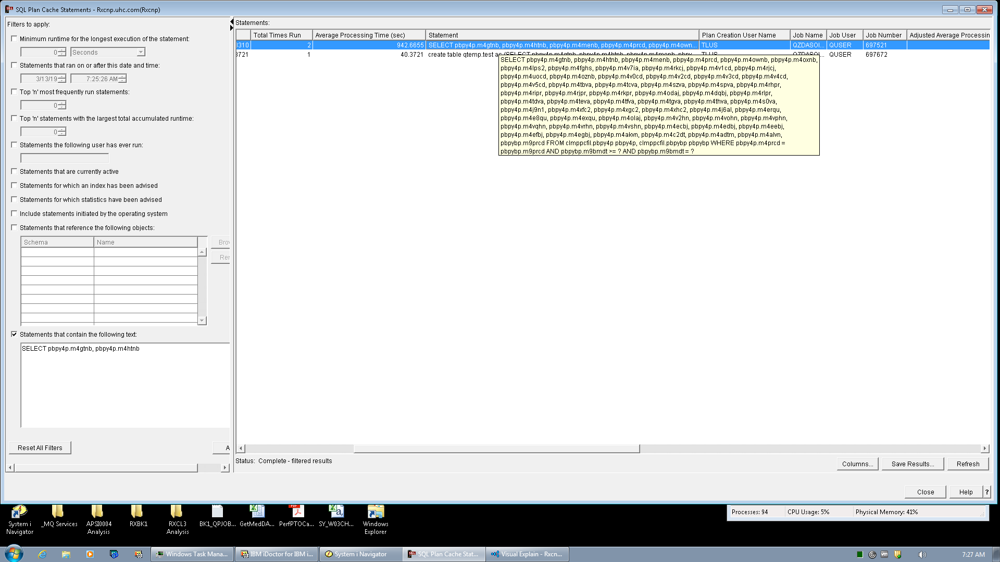 SQL Plan Cache Statements - Rxcnp.uhc.com(Rxcnp)
Filters to apply:
Minimum runtime for the longest execution of the statement:
0 Seconds
Statements that ran on or after this date and time:
3/13/19 7:25:26 AM
Top 'n' most frequently run statements:
0
Top 'n' statements with the largest total accumulated runtime:
0
Statements the following user has ever run:
Statements that are currently active
Statements for which an index has been advised
Statements for which statistics have been advised
Include statements initiated by the operating system
Statements that reference the following objects:
Schema Name
Brov
Rer
Statements that contain the following text:
SELECT pbpy4p.m4gtnb, pbpy4p.m4htnb
Reset All Filters
A
Statements:
Total Times Run Average Processing Time (sec) Statement Plan Creation User Name Job Name Job User Job Number Adjusted Average Processin
3310 2 942.6655 SELECT pbpy4p.m4gtnb, pbpy4p.m4htnb, pbpy4p.m4menb, pbpy4p.m4prcd, pbpy4p.m4own... TLUS QZDASOI... QUSER 697521
3721 1 40.3721 create table qtemp.test as (SELECT pbpy4p.m4gtnb, pbpy4p.m4htnb, pbpy4p.m4menb, pbpy... TLUS QZDASOI... QUSER 697672
SELECT pbpy4p.m4gtnb, pbpy4p.m4htnb, pbpy4p.m4menb, pbpy4p.m4prcd, pbpy4p.m4ownb, pbpy4p.m4oxnb,
pbpy4p.m4lps2, pbpy4p.m4fghs, pbpy4p.m4v7ia, pbpy4p.m4rkcj, pbpy4p.m4v1cd, pbpy4p.m4rjcj,
pbpy4p.m4uocd, pbpy4p.m4oznb, pbpy4p.m4v0cd, pbpy4p.m4v2cd, pbpy4p.m4v3cd, pbpy4p.m4v4cd,
pbpy4p.m4v5cd, pbpy4p.m4tbva, pbpy4p.m4tcva, pbpy4p.m4szva, pbpy4p.m4spva, pbpy4p.m4rhpr,
pbpy4p.m4ripr, pbpy4p.m4rjpr, pbpy4p.m4rkpr, pbpy4p.m4odaj, pbpy4p.m4dqbj, pbpy4p.m4rlpr,
pbpy4p.m4tdva, pbpy4p.m4teva, pbpy4p.m4tfva, pbpy4p.m4tgva, pbpy4p.m4thva, pbpy4p.m4s0va,
pbpy4p.m4j9n1, pbpy4p.m4xfc2, pbpy4p.m4xgc2, pbpy4p.m4xhc2, pbpy4p.m4j6al, pbpy4p.m4erqu,
pbpy4p.m4e8qu, pbpy4p.m4exqu, pbpy4p.m4olaj, pbpy4p.m4v2hn, pbpy4p.m4vohn, pbpy4p.m4vphn,
pbpy4p.m4vqhn, pbpy4p.m4vrhn, pbpy4p.m4vshn, pbpy4p.m4ecbj, pbpy4p.m4edbj, pbpy4p.m4eebj,
pbpy4p.m4efbj, pbpy4p.m4egbj, pbpy4p.m4akvn, pbpy4p.m4c2dt, pbpy4p.m4adtm, pbpy4p.m4alvn,
pbpybp.m9prcd FROM clmppcfil.pbpy4p pbpy4p, clmppcfil.pbpybp pbpybp WHERE pbpy4p.m4prcd =
pbpybp.m9prcd AND pbpybp.m9bmdt >= ? AND pbpybp.m9bmdt = ?
Status: Complete - filtered results
Columns... Save Results... Refresh
Close Help ?
System i Navigator
_MQ Services
APSI0004 Analysis
RXBK1
RXCL3 Analysis
BK1_QPJOB...
GetMedDA...
PerfPTOCa...
SY_W03CH...
Windows Explorer
Processes: 94 CPU Usage: 5% Physical Memory: 41%
Windows Task Mana...
IBM iDoctor for IBM i...
System i Navigator
SQL Plan Cache Stat...
Visual Explain - Rxcn...
7:27 AM